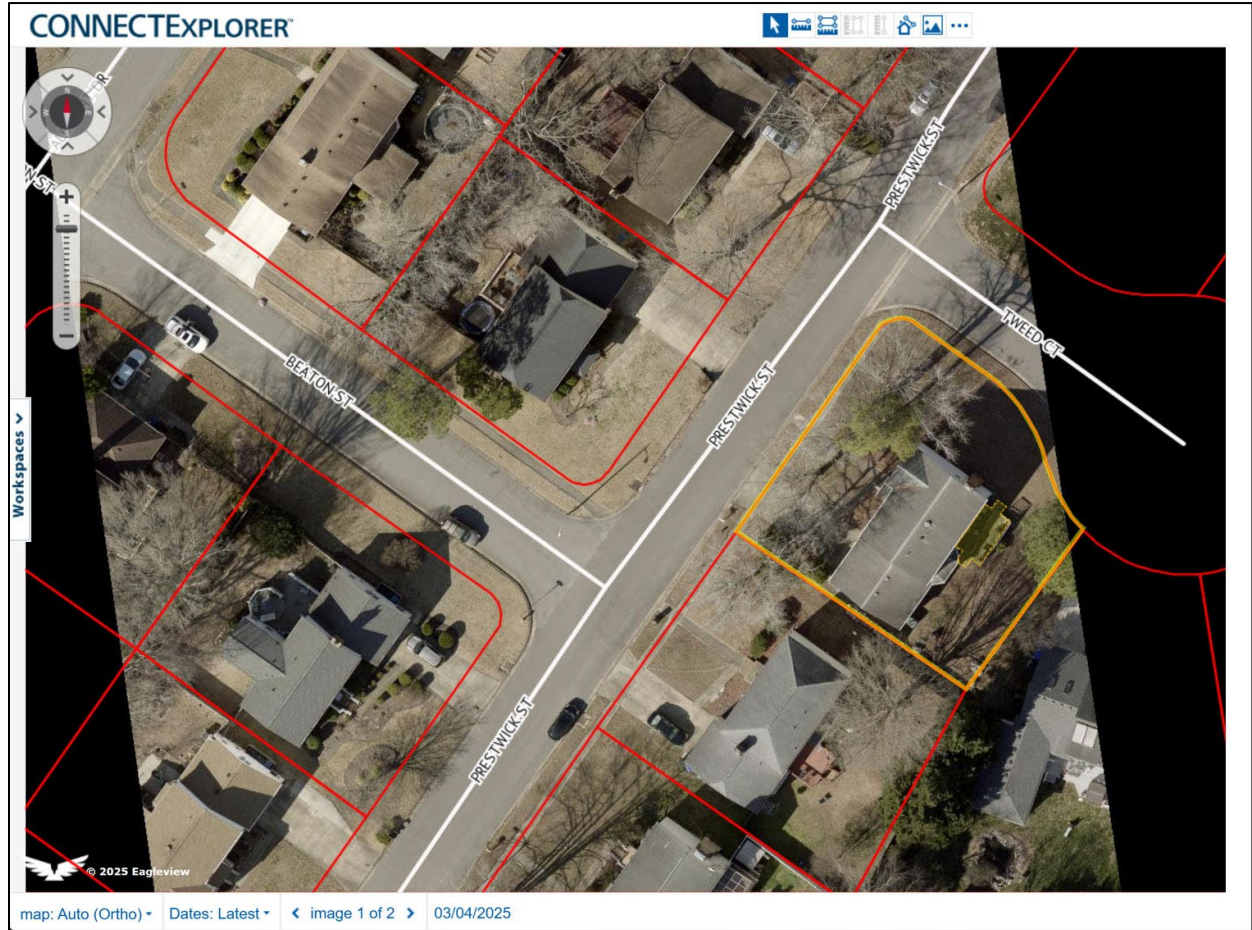 CONNECTEXPLORER™
N
W
E
PRESTWICK ST
TWEED CT
BEATON ST
PRESTWICK ST
PRESTWICK ST
Workspaces
© 2025 Eagleview
map: Auto (Ortho)
Dates: Latest
image 1 of 2
03/04/2025